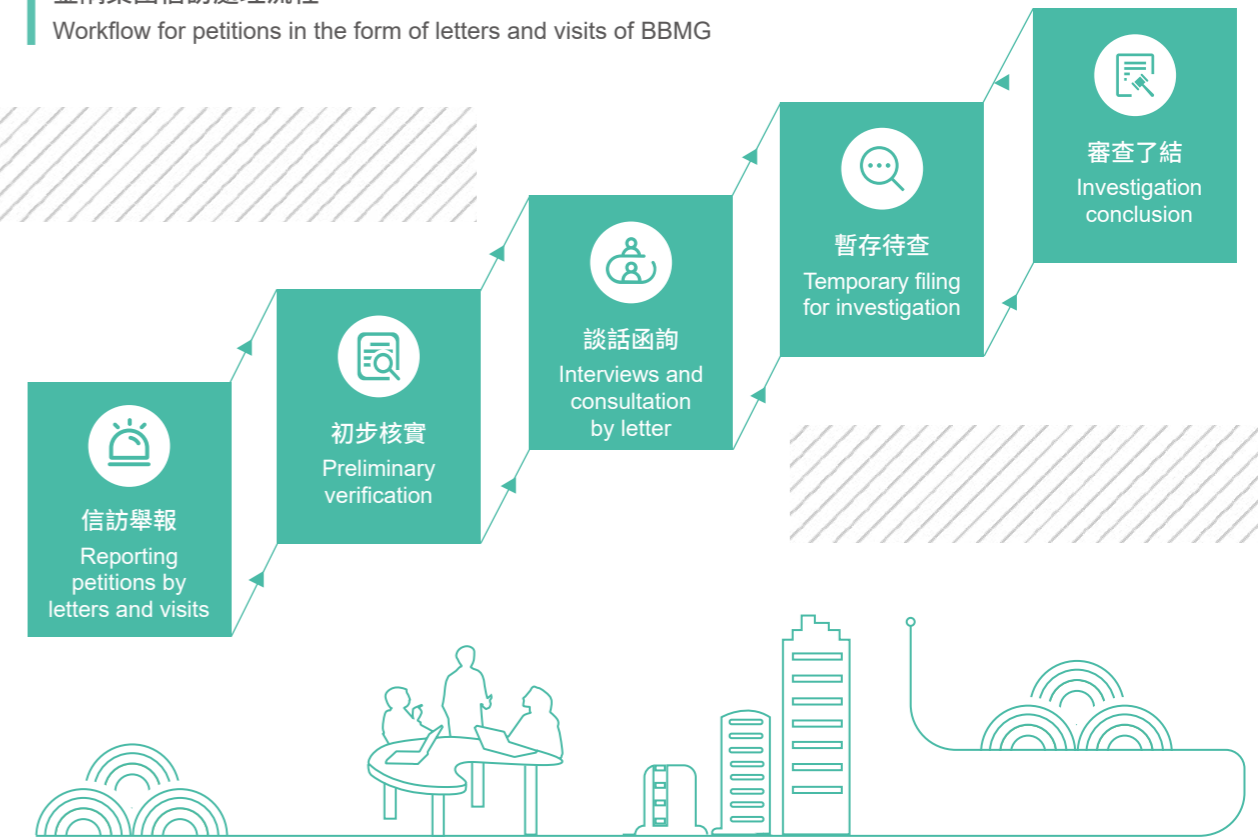 Workflow for petitions in the form of letters and visits of BBMG
信訪舉報
Reporting
petitions by
letters and visits
初步核實
Preliminary
verification
談話函詢
Interviews and
consultation
by letter
暫存待查
Temporary filing
for investigation
審查了結
Investigation
conclusion